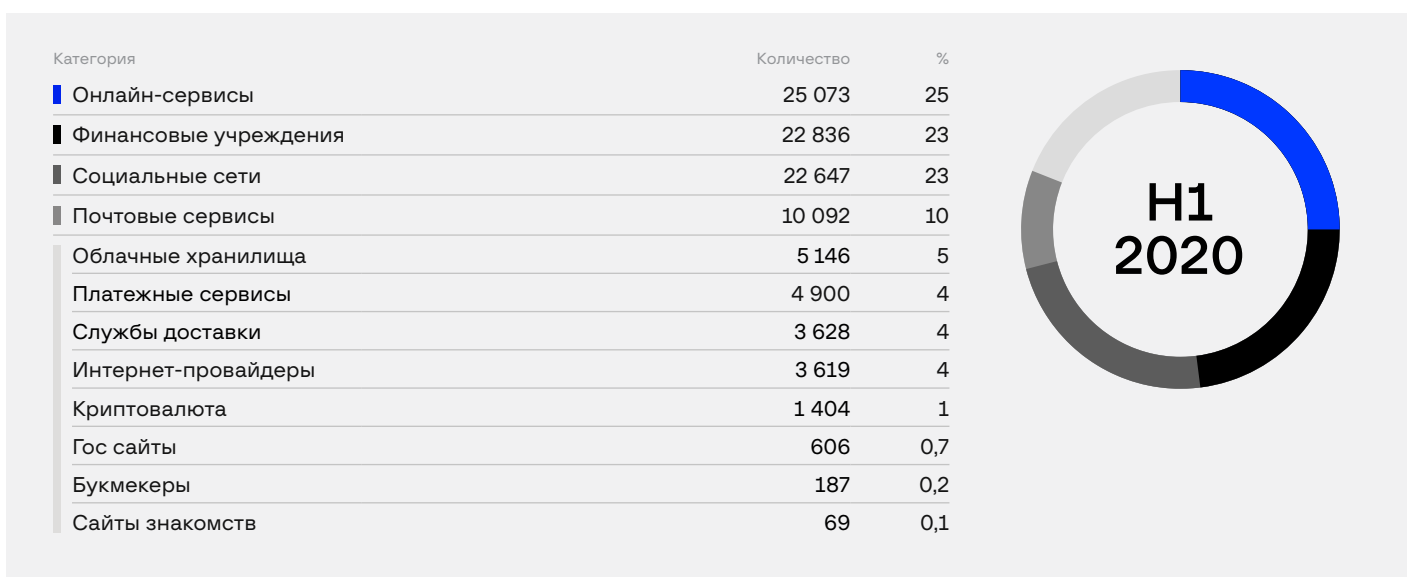 Категория Количество %
Онлайн-сервисы 25 073 25
Финансовые учреждения 22 836 23
Социальные сети 22 647 23
Почтовые сервисы 10 092 10
Облачные хранилища 5 146 5
Платежные сервисы 4 900 4
Службы доставки 3 628 4
Интернет-провайдеры 3 619 4
Криптовалюта 1 404 1
Гос сайты 606 0,7
Букмекеры 187 0,2
Сайты знакомств 69 0,1
H1
2020